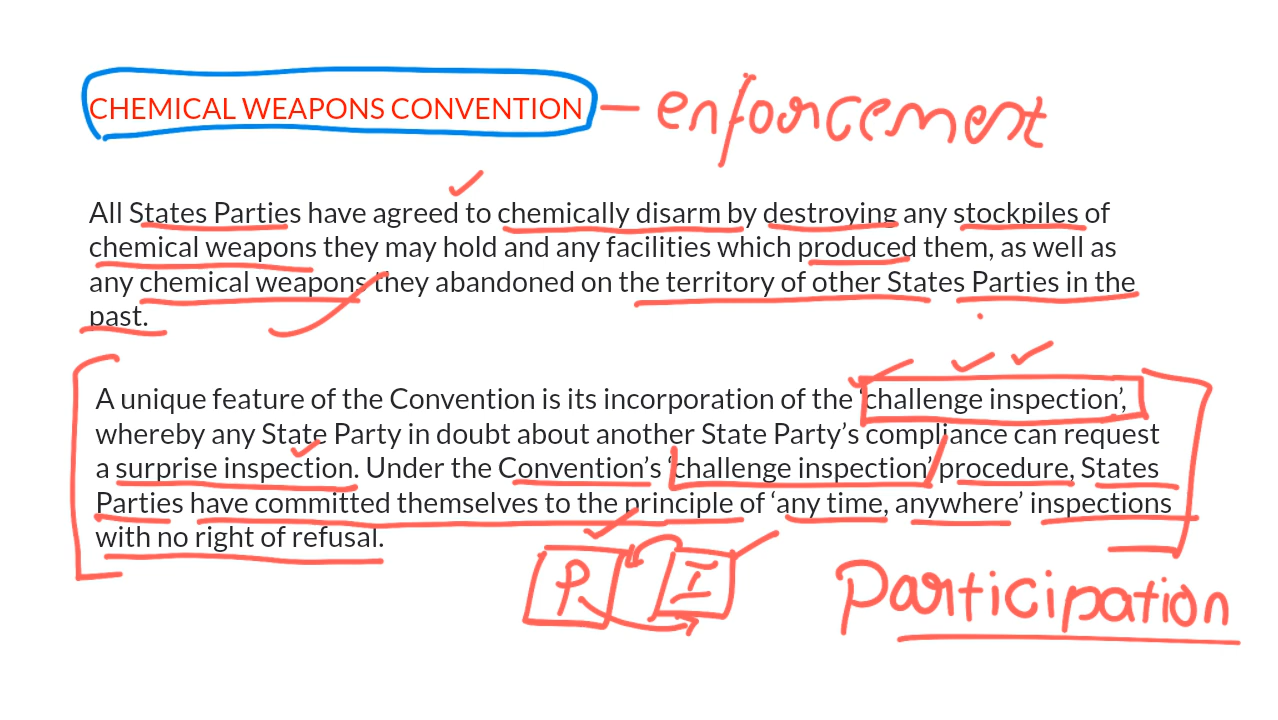 CHEMICAL WEAPONS CONVENTION — enforcement
All States Parties have agreed to chemically disarm by destroying any stockpiles of
chemical weapons they may hold and any facilities which produced them, as well as
any chemical weapons they abandoned on the territory of other States Parties in the
past.
A unique feature of the Convention is its incorporation of the ‘challenge inspection’,
whereby any State Party in doubt about another State Party’s compliance can request
a surprise inspection. Under the Convention’s ‘challenge inspection’ procedure, States
Parties have committed themselves to the principle of ‘any time, anywhere’ inspections
with no right of refusal.
P I
Participation